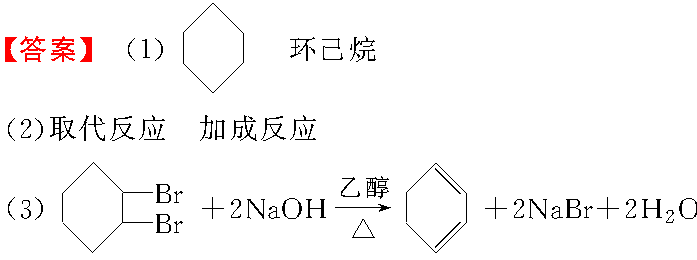 【答案】 (1) 环己烷
(2)取代反应 加成反应
(3) Br Br +2NaOH 乙醇 △ +2NaBr+2H₂O